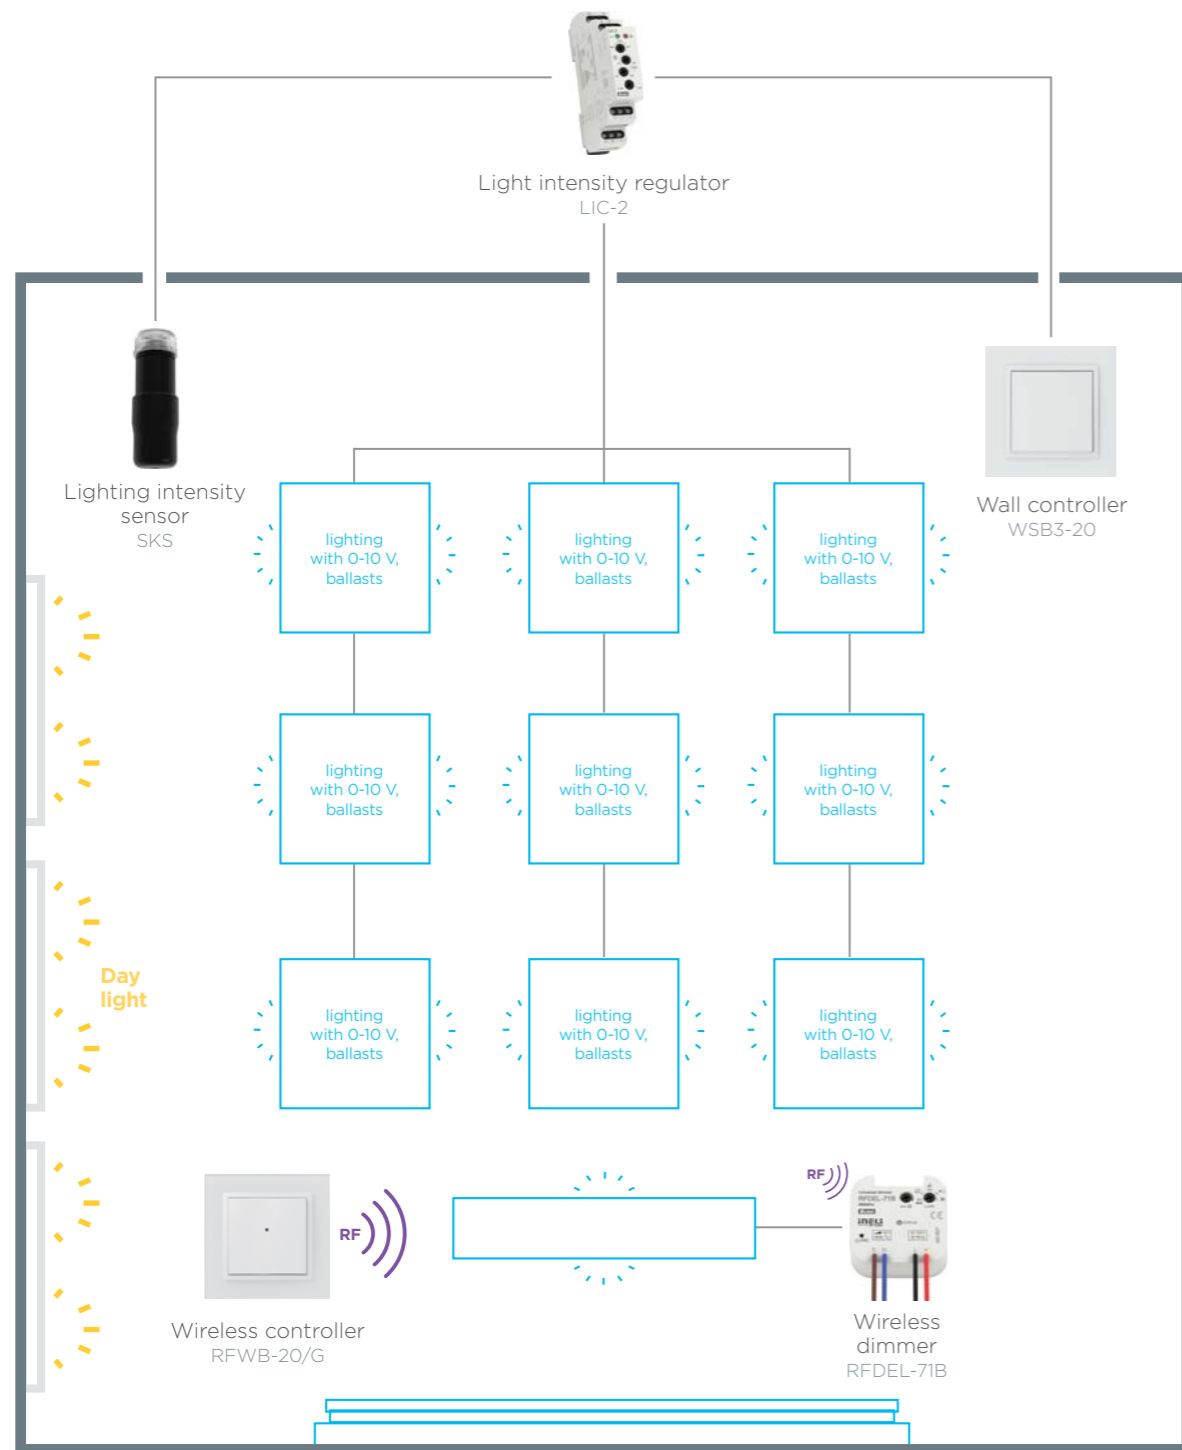 Light intensity regulator
LIC-2
Lighting intensity
sensor
SKS
Wall controller
WSB3-20
lighting
with 0-10 V,
ballasts
lighting
with 0-10 V,
ballasts
lighting
with 0-10 V,
ballasts
lighting
with 0-10 V,
ballasts
lighting
with 0-10 V,
ballasts
lighting
with 0-10 V,
ballasts
Day
light
lighting
with 0-10 V,
ballasts
lighting
with 0-10 V,
ballasts
lighting
with 0-10 V,
ballasts
RF
RF
RFDEL-71B
iNELS
Wireless controller
RFWB-20/G
Wireless
dimmer
RFDEL-71B